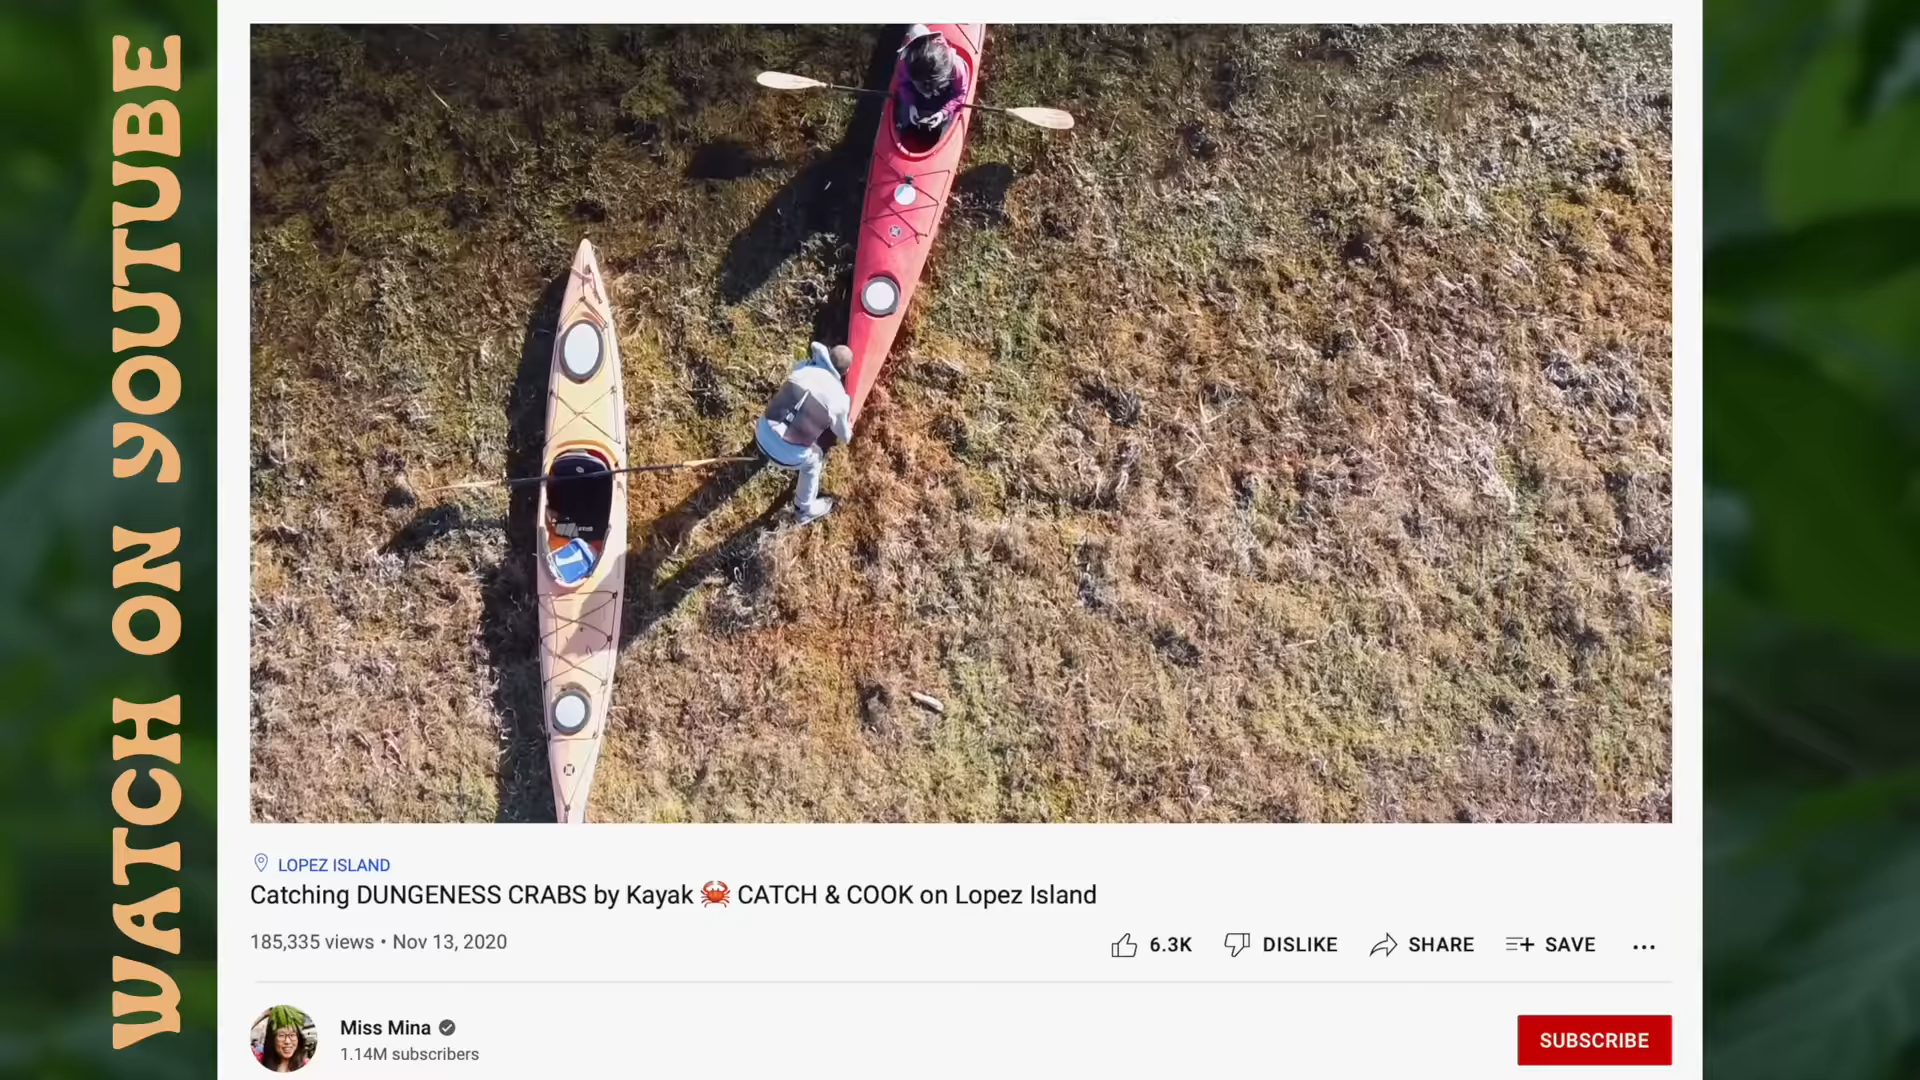 WATCH ON YOUTUBE
LOPEZ ISLAND
Catching DUNGENESS CRABS by Kayak 🦀 CATCH & COOK on Lopez Island
185,335 views • Nov 13, 2020
6.3K DISLIKE SHARE SAVE ...
Miss Mina
1.14M subscribers
SUBSCRIBE